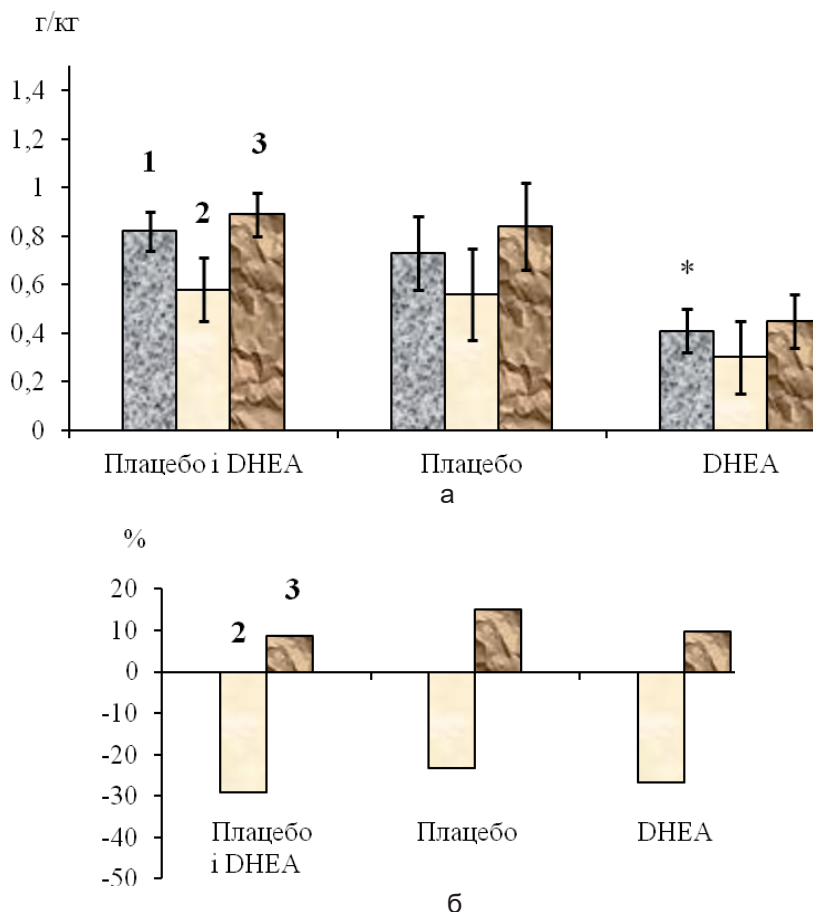 г/кг
1,4
1,2
1
0,8
0,6
0,4
0,2
0
1
2
3
*
Плацебо і DHEA
Плацебо
DHEA
а
%
20
10
0
-10
-20
-30
-40
-50
2
3
Плацебо
і DHEA
Плацебо
DHEA
б